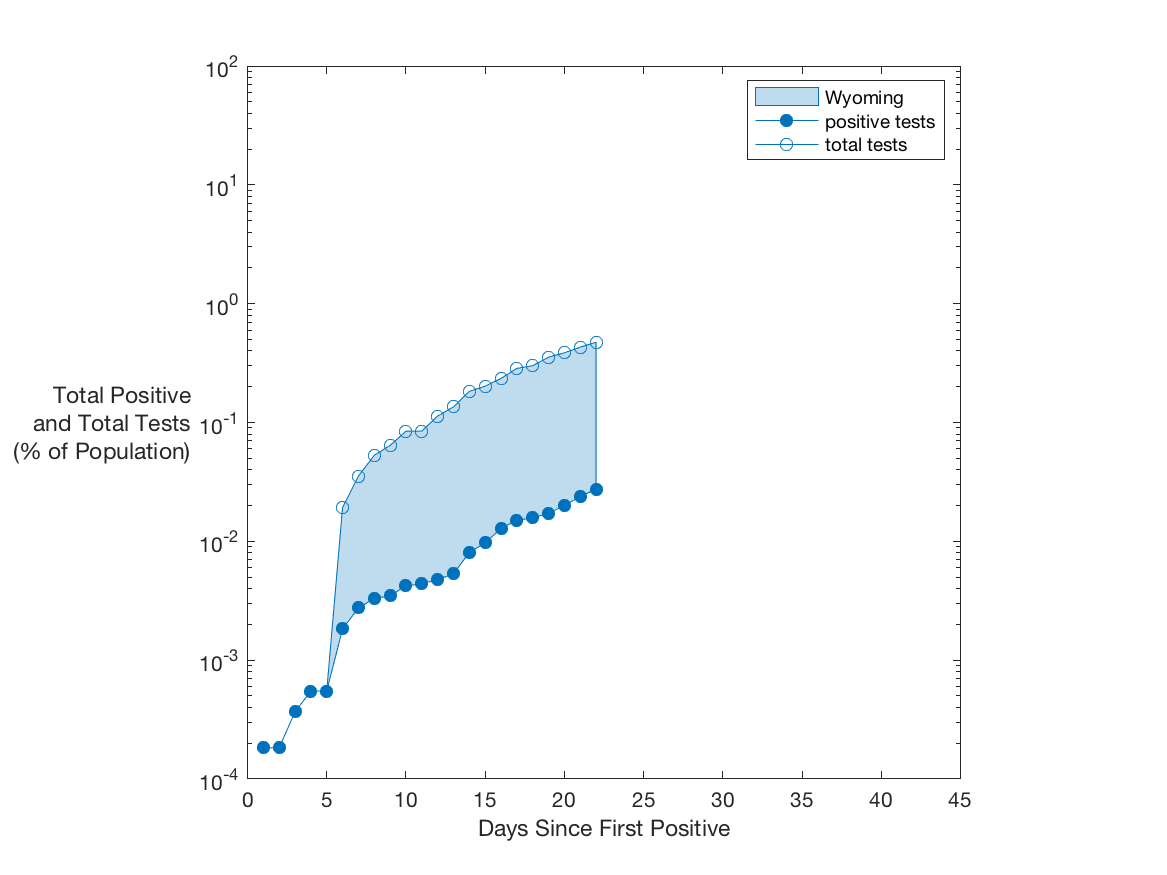 10^2
10^1
10^0
10^-1
10^-2
10^-3
10^-4
Total Positive
and Total Tests
(% of Population)
Wyoming
positive tests
total tests
0 5 10 15 20 25 30 35 40 45
Days Since First Positive